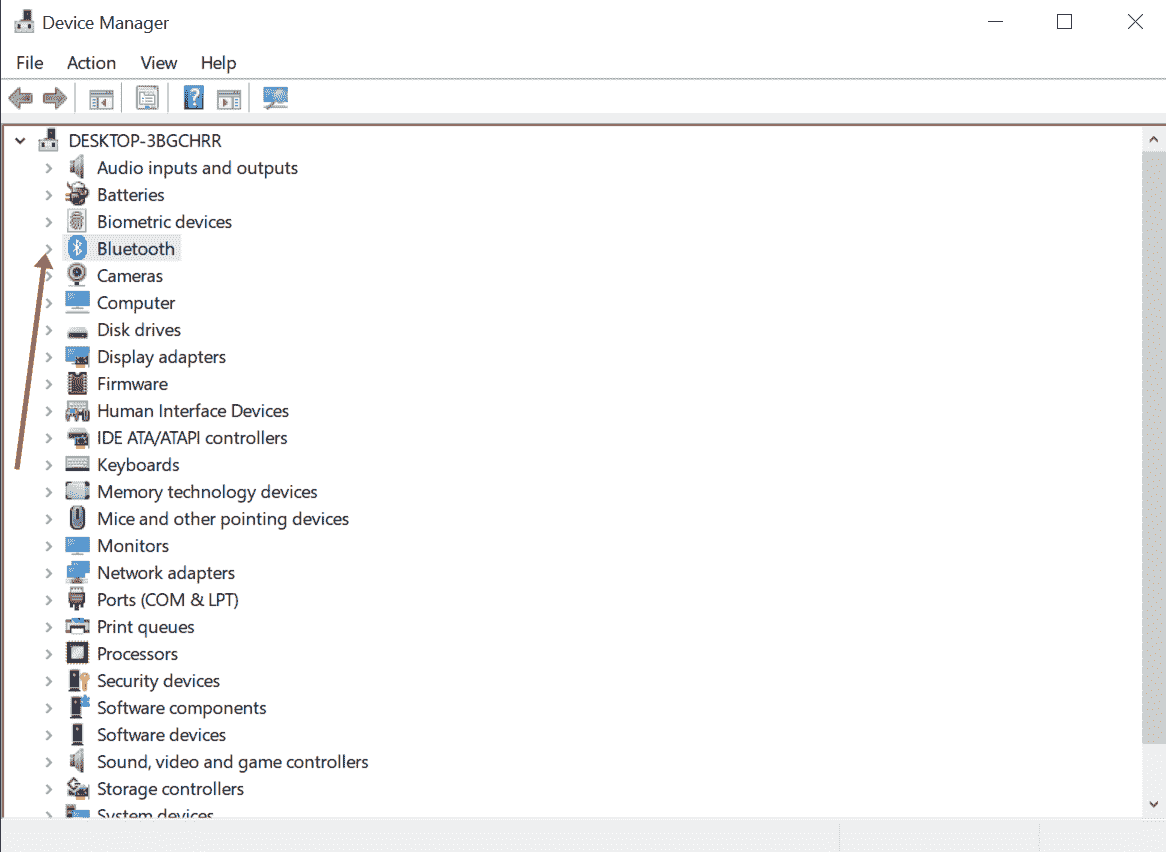 Device Manager
File Action View Help
DESKTOP-3BGCHRR
Audio inputs and outputs
Batteries
Biometric devices
Bluetooth
Cameras
Computer
Disk drives
Display adapters
Firmware
Human Interface Devices
IDE ATA/ATAPI controllers
Keyboards
Memory technology devices
Mice and other pointing devices
Monitors
Network adapters
Ports (COM & LPT)
Print queues
Processors
Security devices
Software components
Software devices
Sound, video and game controllers
Storage controllers
System devices